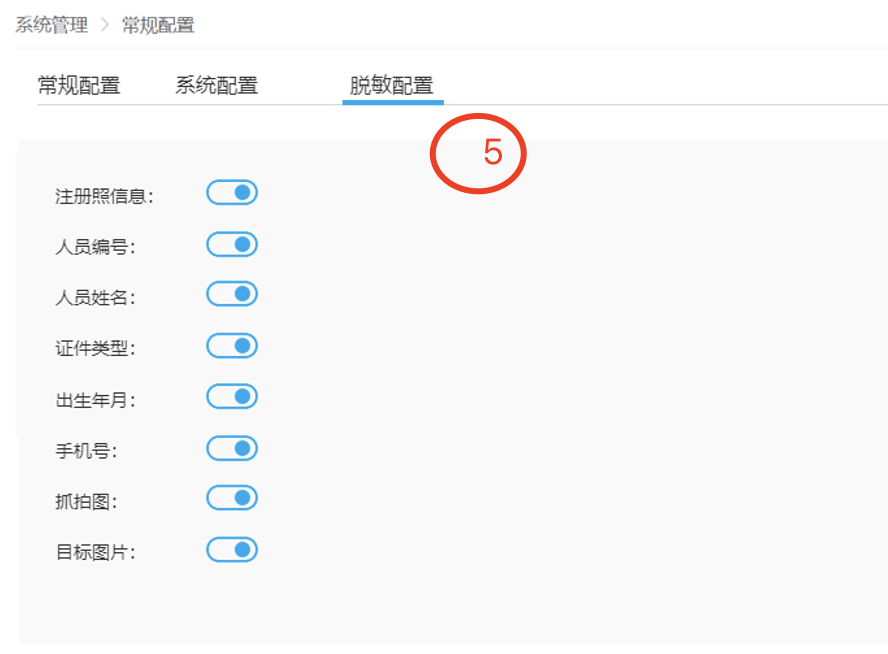 系统管理 > 常规配置
常规配置 系统配置 脱敏配置
5
注册照信息:
人员编号:
人员姓名:
证件类型:
出生年月:
手机号:
抓拍图:
目标图片: